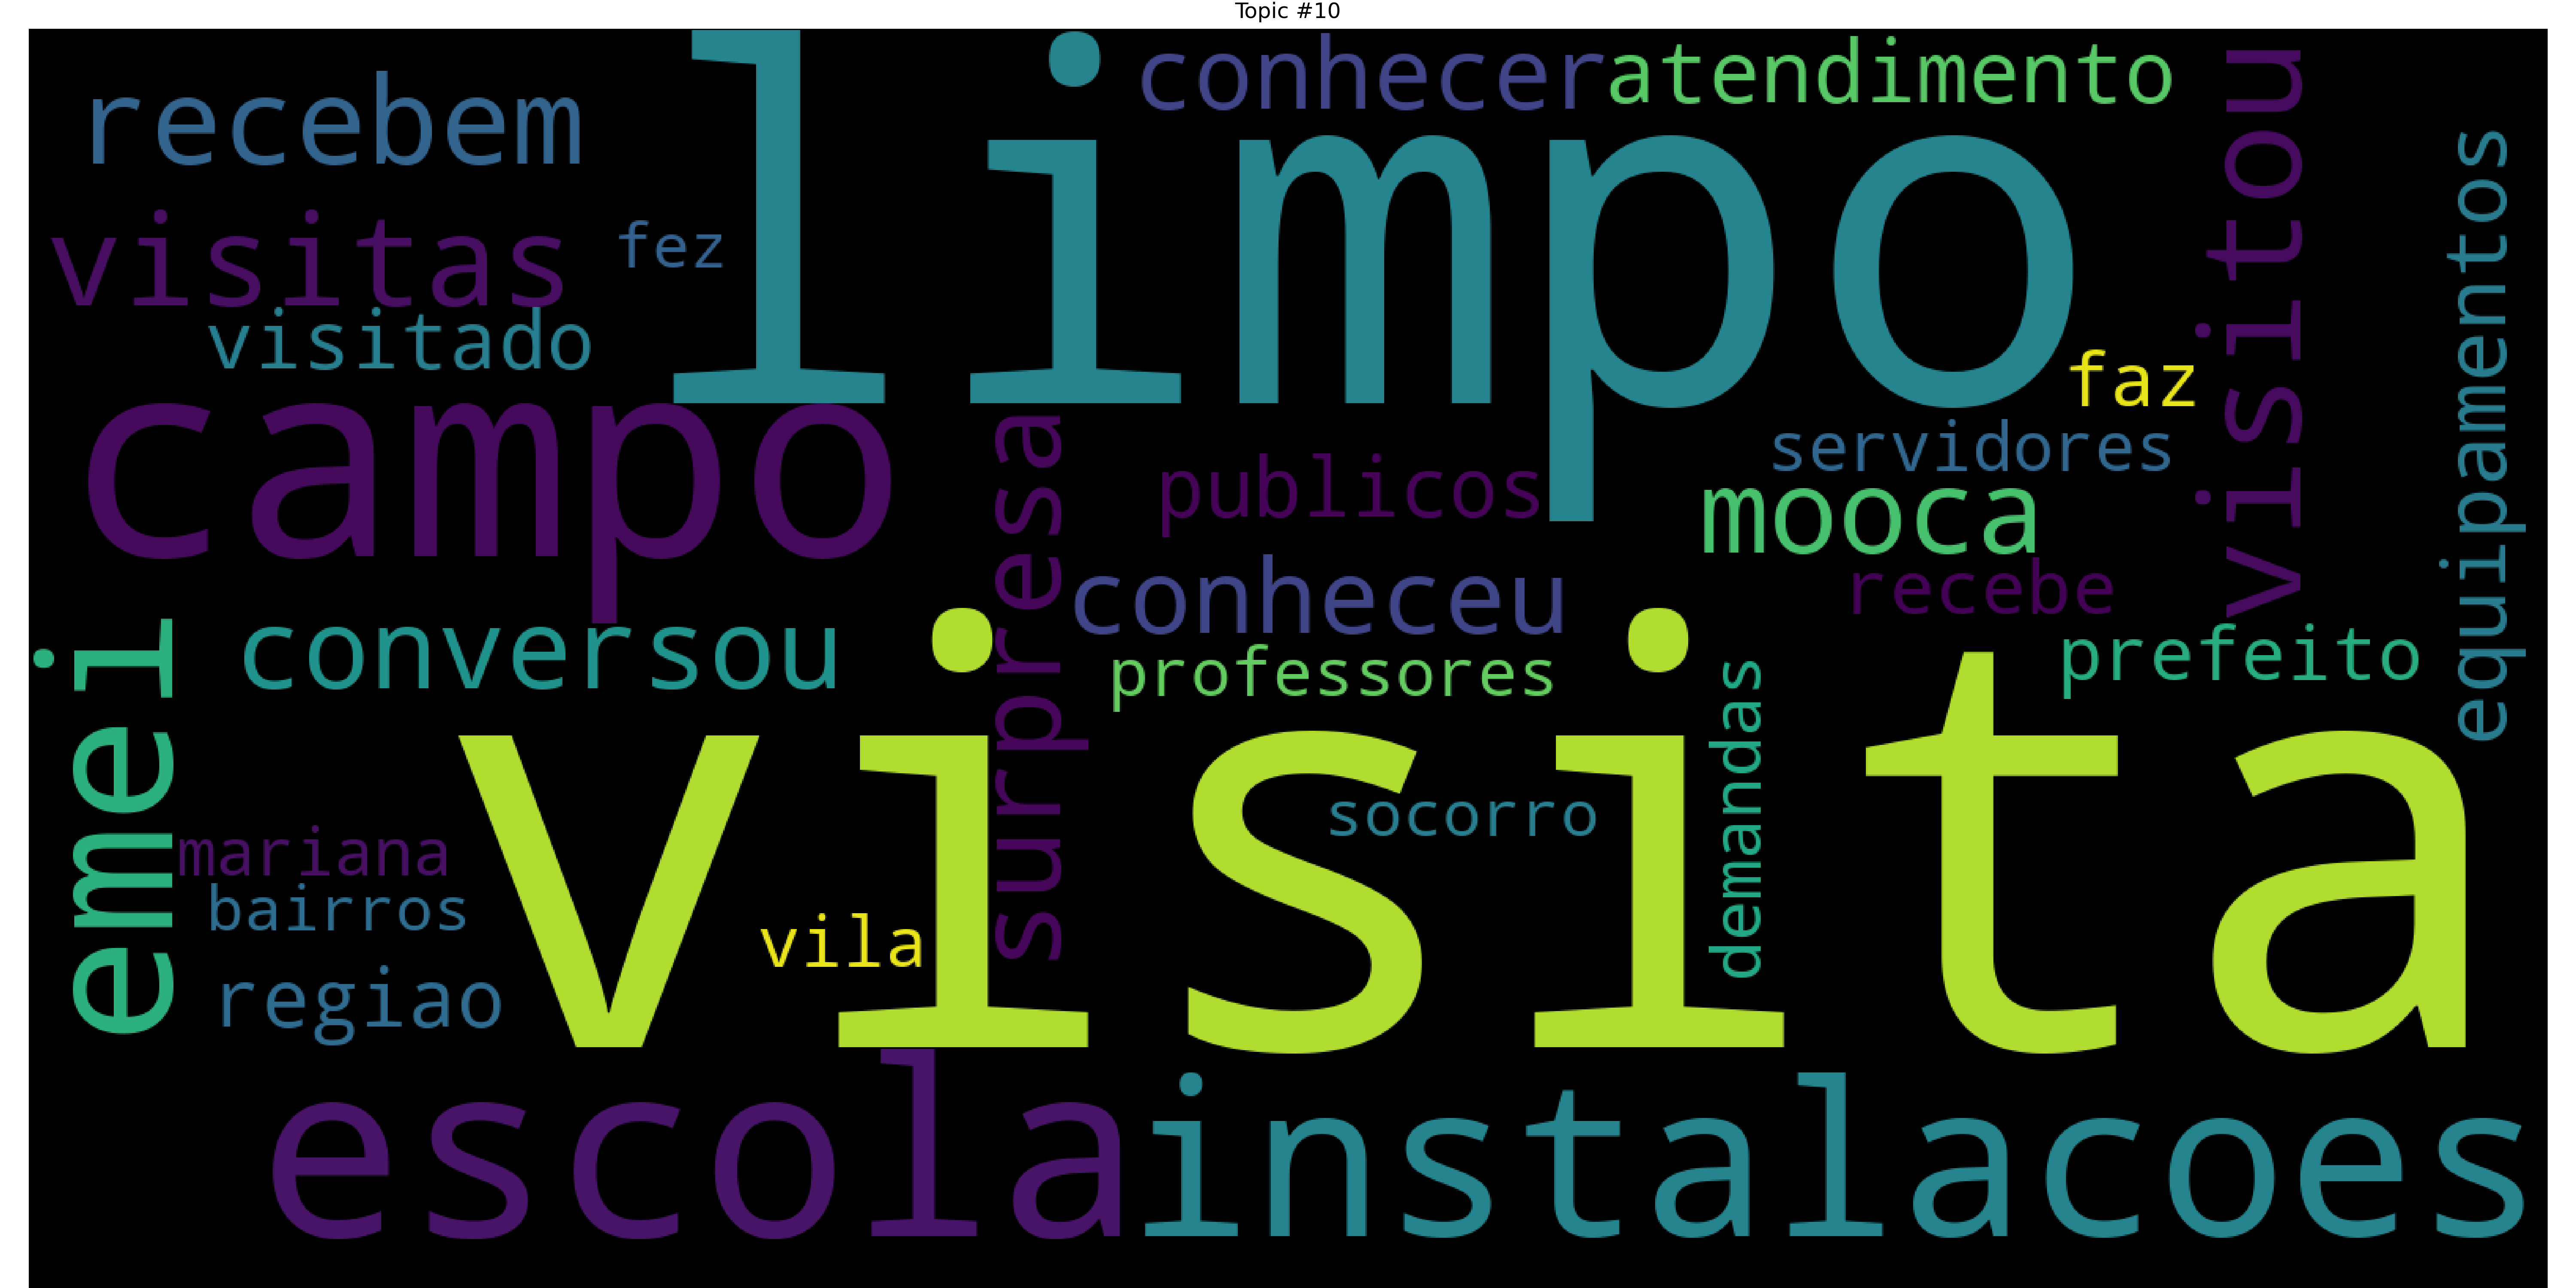 Topic #10
limpo
conhecer
atendimento
recebem
visitou
equipamentos
visitas
fez
visitado
faz
campo
surpresa
servidores
publicos
mooca
conheceu
recebe
emei
conversou
professores
prefeito
visita
demandas
socorro
mariana
bairros
vila
regiao
escola
instalacoes